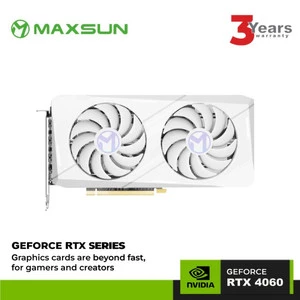 MAXSUN
3 Years
warranty
GEFORCE RTX SERIES
Graphics cards are beyond fast,
for gamers and creators
NVIDIA
GEFORCE
RTX 4060